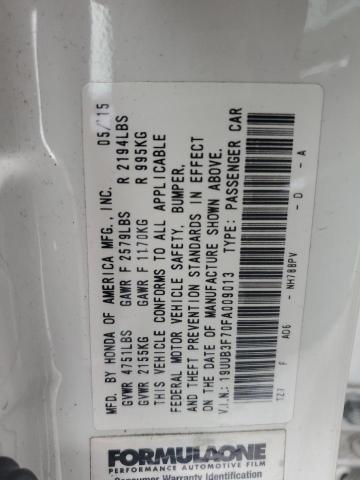 MFD. BY HONDA OF AMERICA MFG., INC. 05/15
GVWR 4751LBS GAWR F 2579LBS R 2194LBS
GVWR 2155KG GAWR F 1170KG R 995KG
THIS VEHICLE CONFORMS TO ALL APPLICABLE
FEDERAL MOTOR VEHICLE SAFETY, BUMPER,
AND THEFT PREVENTION STANDARDS IN EFFECT
ON THE DATE OF MANUFACTURE SHOWN ABOVE.
V.I.N.: 19UUB3F70FA009013 TYPE: PASSENGER CAR
YZ7 F AD6 - NH788PV - D - A
FORMULAONE
PERFORMANCE AUTOMOTIVE FILM
Consumer Warranty Identification